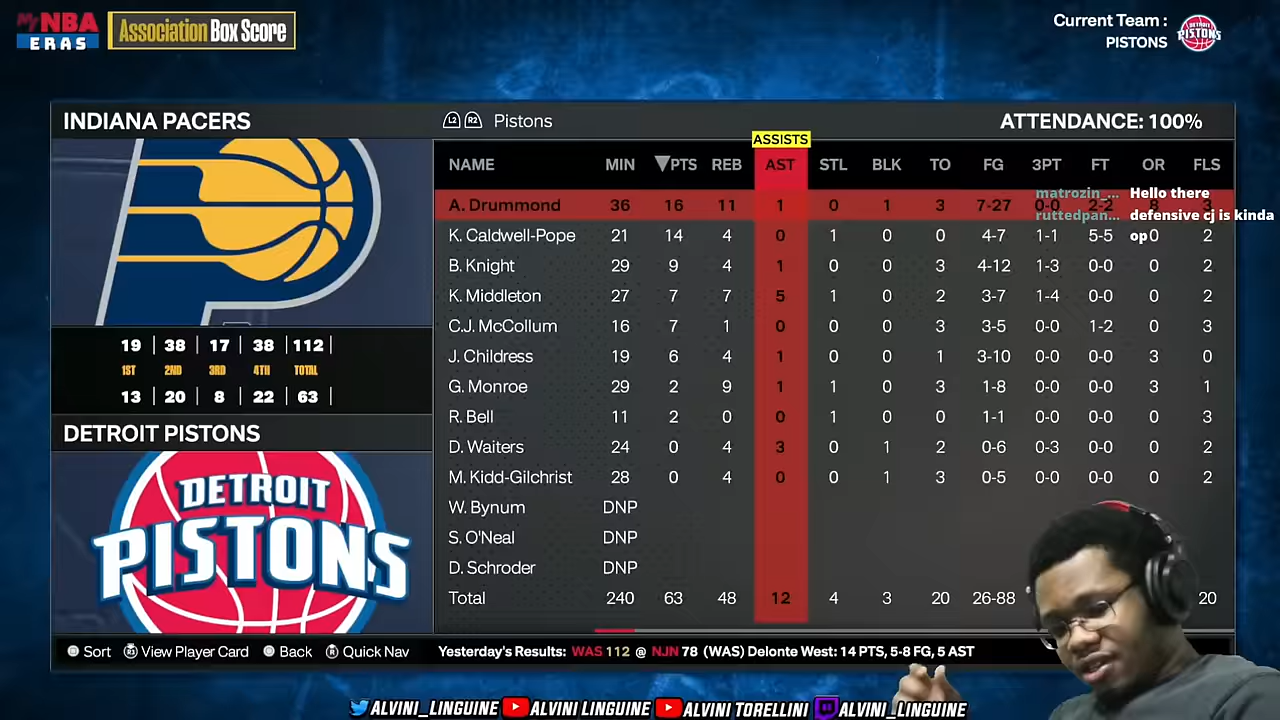 MyNBA ERAS Association Box Score
Current Team :
PISTONS
DETROIT PISTONS
INDIANA PACERS
L2 R2 Pistons
ATTENDANCE: 100%
ASSISTS
NAME MIN PTS REB AST STL BLK TO FG 3PT FT OR FLS
A. Drummond 36 16 11 1 0 1 3 7-27 0-0 2-2 8 3
K. Caldwell-Pope 21 14 4 0 1 0 0 4-7 1-1 5-5 0 2
B. Knight 29 9 4 1 0 0 3 4-12 1-3 0-0 0 2
K. Middleton 27 7 7 5 1 0 2 3-7 1-4 0-0 0 2
C.J. McCollum 16 7 1 0 0 0 3 3-5 0-0 1-2 0 3
J. Childress 19 6 4 1 0 0 1 3-10 0-0 0-0 3 0
G. Monroe 29 2 9 1 1 0 3 1-8 0-0 0-0 3 1
R. Bell 11 2 0 0 1 0 0 1-1 0-0 0-0 0 3
D. Waiters 24 0 4 3 0 1 2 0-6 0-3 0-0 0 2
M. Kidd-Gilchrist 28 0 4 0 0 1 3 0-5 0-0 0-0 0 2
W. Bynum DNP
S. O'Neal DNP
D. Schroder DNP
Total 240 63 48 12 4 3 20 26-88 20
matrozin_... Hello there
ruttedpan... defensive cj is kinda
op
19 38 17 38 112
1ST 2ND 3RD 4TH TOTAL
13 20 8 22 63
DETROIT PISTONS
DETROIT
PISTONS
Sort R3 View Player Card Back R Quick Nav
Yesterday's Results: WAS 112 @ NJN 78 (WAS) Delonte West: 14 PTS, 5-8 FG, 5 AST
ALVINI_LINGUINE ALVINI LINGUINE ALVINI TORELLINI ALVINI_LINGUINE